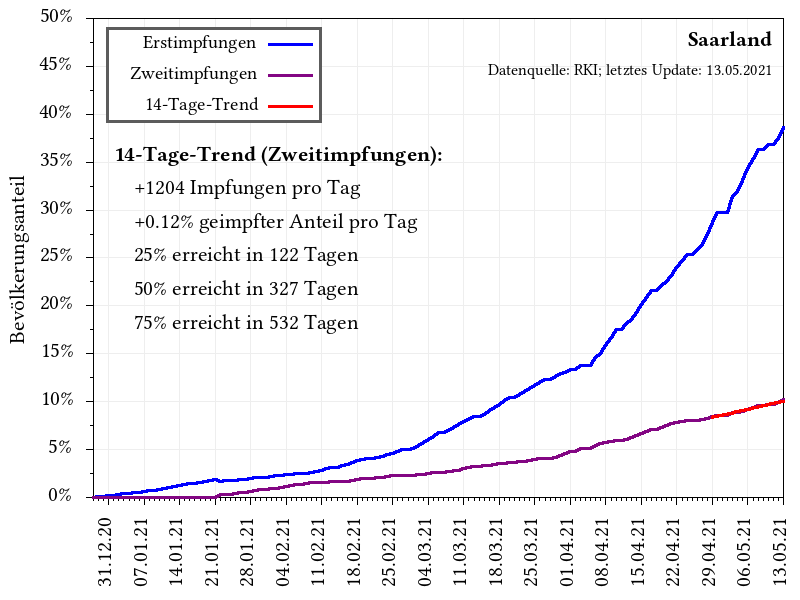 Saarland
Datenquelle: RKI; letztes Update: 13.05.2021
Erstimpfungen
Zweitimpfungen
14-Tage-Trend
14-Tage-Trend (Zweitimpfungen):
+1204 Impfungen pro Tag
+0.12% geimpfter Anteil pro Tag
25% erreicht in 122 Tagen
50% erreicht in 327 Tagen
75% erreicht in 532 Tagen
Bevölkerungsanteil
50%
45%
40%
35%
30%
25%
20%
15%
10%
5%
0%
31.12.20
07.01.21
14.01.21
21.01.21
28.01.21
04.02.21
11.02.21
18.02.21
25.02.21
04.03.21
11.03.21
18.03.21
25.03.21
01.04.21
08.04.21
15.04.21
22.04.21
29.04.21
06.05.21
13.05.21